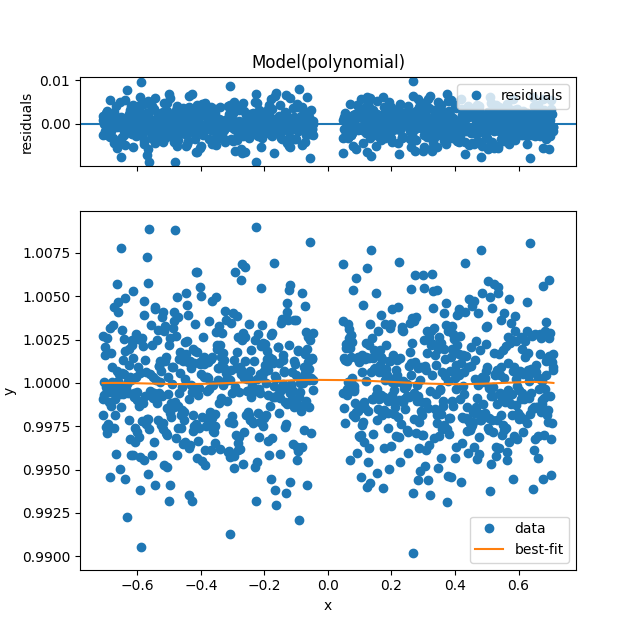 Model(polynomial)
0.01
0.00
residuals
residuals
1.0075
1.0050
1.0025
1.0000
0.9975
0.9950
0.9925
0.9900
y
data
best-fit
−0.6 −0.4 −0.2 0.0 0.2 0.4 0.6
x